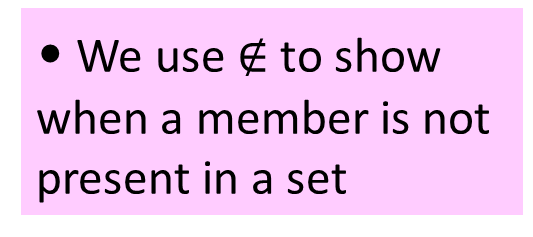 • We use ∉ to show
when a member is not
present in a set